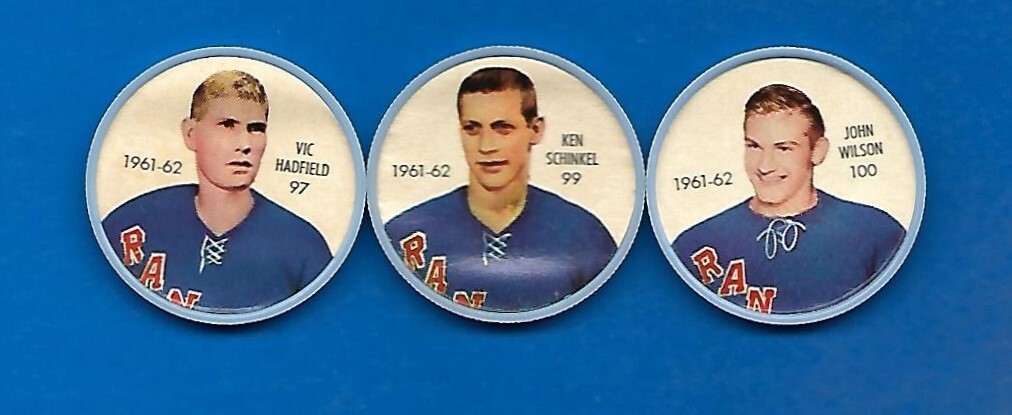 1961-62
VIC
HADFIELD
97
RAN
1961-62
KEN
SCHINKEL
99
RAN
1961-62
JOHN
WILSON
100
RAN